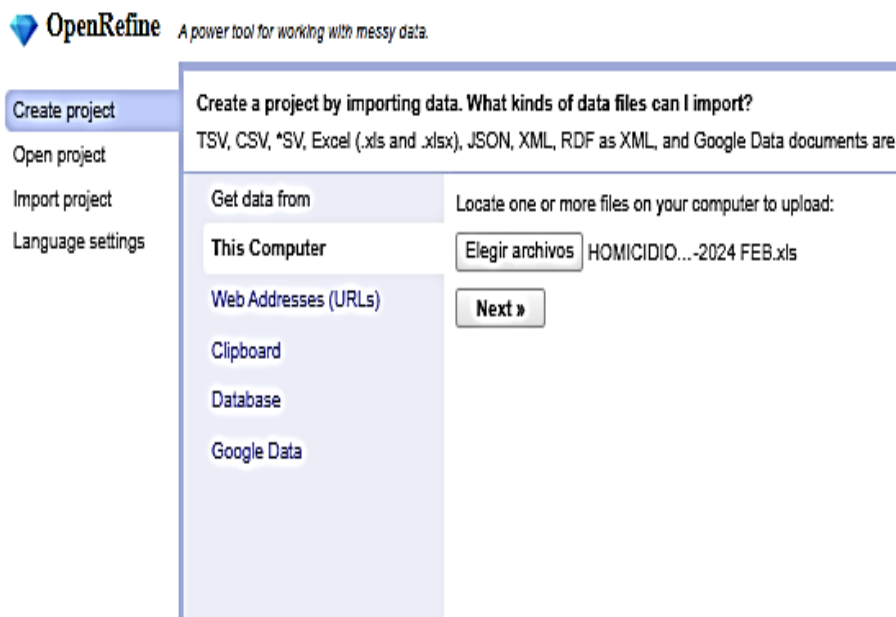 OpenRefine A power tool for working with messy data.
Create project
Open project
Import project
Language settings
Create a project by importing data. What kinds of data files can I import?
TSV, CSV, *SV, Excel (.xls and .xlsx), JSON, XML, RDF as XML, and Google Data documents are
Get data from
This Computer
Web Addresses (URLs)
Clipboard
Database
Google Data
Locate one or more files on your computer to upload:
Elegir archivos HOMICIDIO...-2024 FEB.xls
Next »